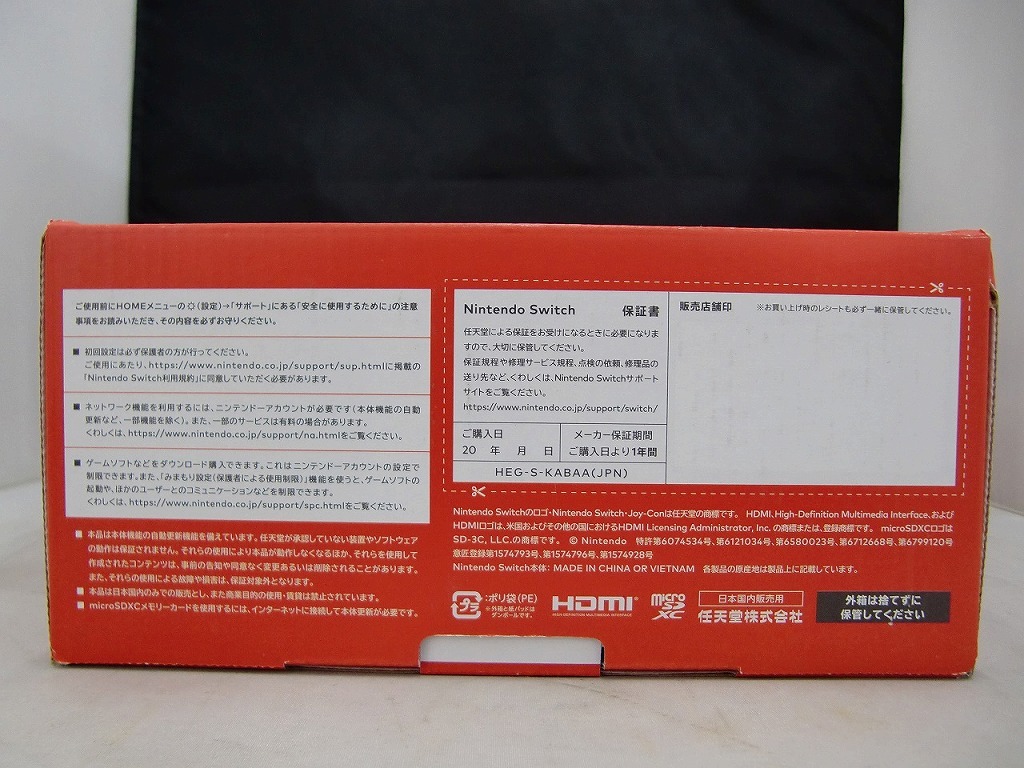 ご使用前にHOMEメニューの（設定）→「サポート」にある「安全に使用するために」の注意
事項をお読みいただき、その内容を必ずお守りください。
■ 初回設定は必ず保護者の方が行ってください。
ご使用にあたり、https://www.nintendo.co.jp/support/sup.htmlに掲載の
「Nintendo Switch利用規約」に同意していただく必要があります。
■ ネットワーク機能を利用するには、ニンテンドーアカウントが必要です（本体機能の自動
更新など、一部機能を除く）。また、一部のサービスは有料の場合があります。
くわしくは、https://www.nintendo.co.jp/support/na.htmlをご覧ください。
■ ゲームソフトなどをダウンロード購入できます。これはニンテンドーアカウントの設定で
制限できます。また、「みまもり設定（保護者による使用制限）」機能を使うと、ゲームソフトの
起動や、ほかのユーザーとのコミュニケーションなどを制限できます。
くわしくは、https://www.nintendo.co.jp/support/spc.htmlをご覧ください。
■ 本品は本体機能の自動更新機能を備えています。任天堂が承認していない装置やソフトウェア
の動作は保証されません。それらの使用により本品が動作しなくなるほか、それらを使用して
作成されたコンテンツは、事前の告知や同意なく変更あるいは削除されることがあります。
また、それらの使用による故障や損害は、保証対象外となります。
■ 本品は日本国内のみでの販売とし、また商業目的の使用・賃貸は禁止されています。
■ microSDXCメモリーカードを使用するには、インターネットに接続して本体更新が必要です。
Nintendo Switch 保証書
任天堂による保証をお受けになるときに必要になりま
すので、大切に保管してください。
保証規程や修理サービス規程、点検の依頼、修理品の
送り先など、くわしくは、Nintendo Switchサポート
サイトをご覧ください。
https://www.nintendo.co.jp/support/switch/
ご購入日
20 年 月 日
メーカー保証期間
ご購入日より1年間
HEG-S-KABAA(JPN)
販売店舗印 ※お買い上げ時のレシートも必ず一緒に保管してください。
Nintendo Switchのロゴ・Nintendo Switch・Joy-Conは任天堂の商標です。 HDMI、High-Definition Multimedia Interface、および
HDMIロゴは、米国およびその他の国におけるHDMI Licensing Administrator, Inc. の商標または、登録商標です。 microSDXCロゴは
SD-3C, LLC.の商標です。 © Nintendo 特許第6074534号、第6121034号、第6580023号、第6712668号、第6799120号
意匠登録第1574793号、第1574796号、第1574928号
Nintendo Switch本体: MADE IN CHINA OR VIETNAM 各製品の原産地は製品上に記載しています。
プラ
:ポリ袋(PE)
※外箱と紙パッドは
ダンボールです。
HDMI
HIGH-DEFINITION MULTIMEDIA INTERFACE
micro
SD
XC
日本国内販売用
任天堂株式会社
外箱は捨てずに
保管してください